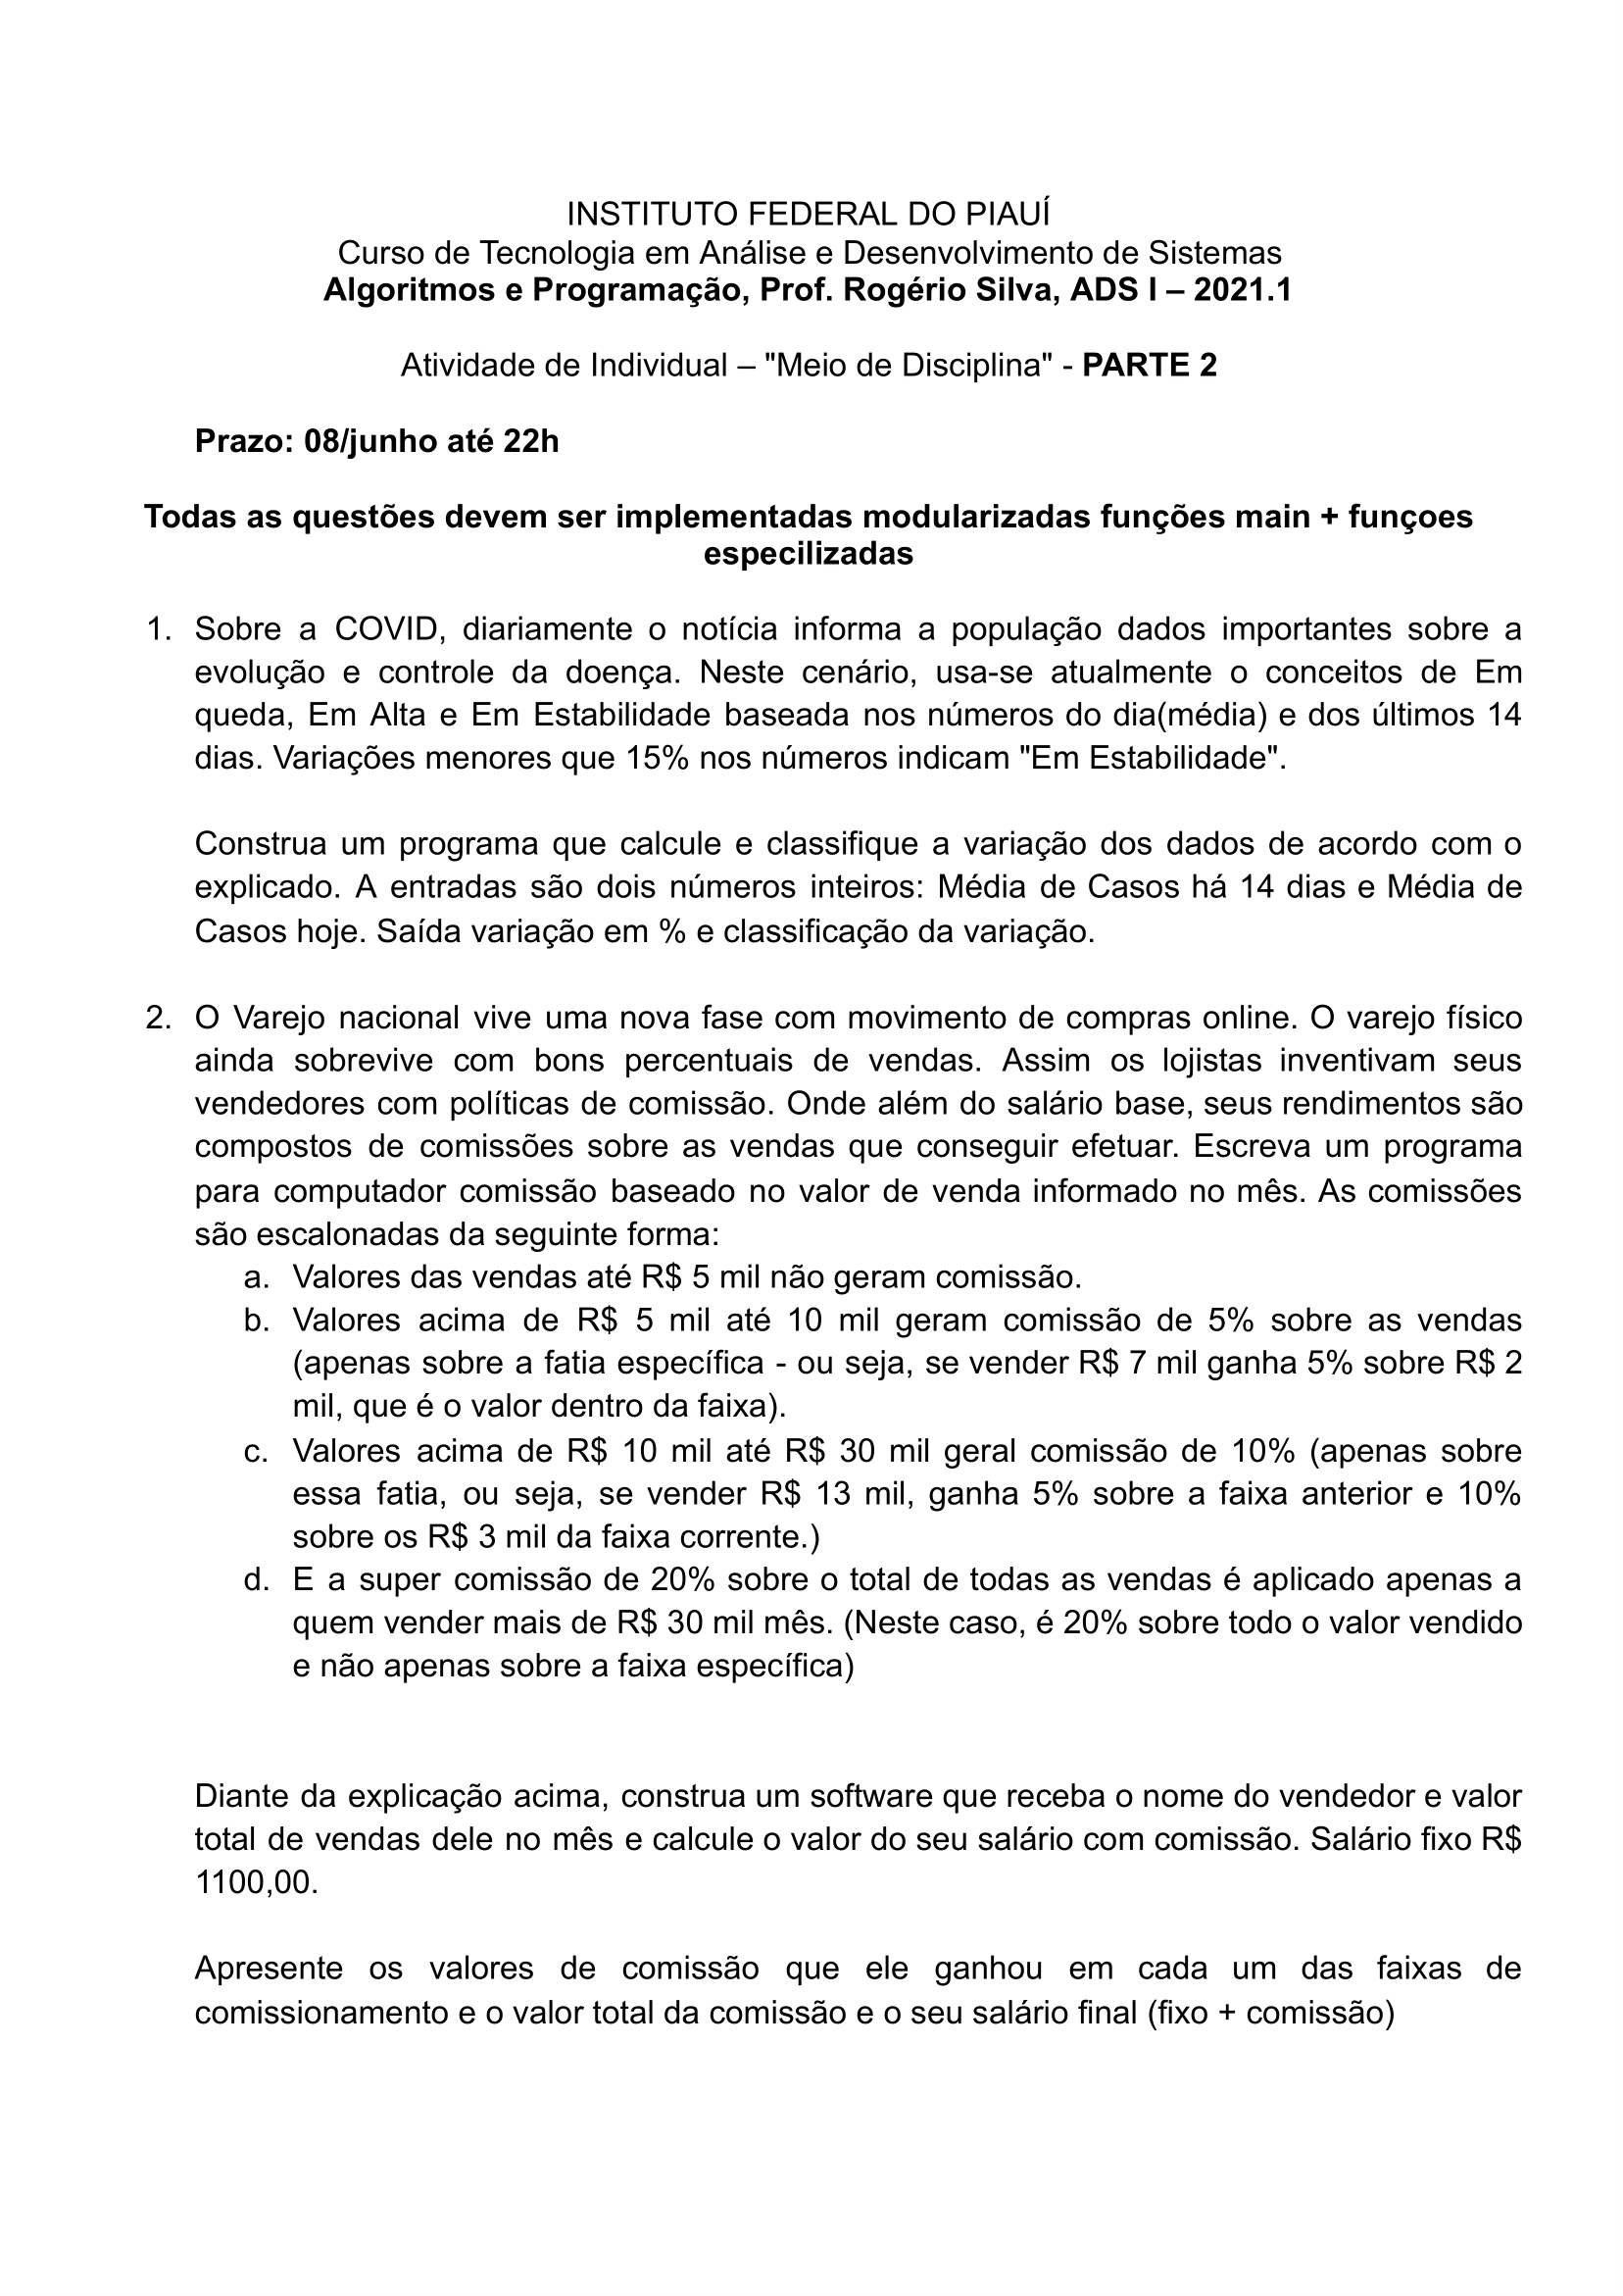 INSTITUTO FEDERAL DO PIAUÍ
Curso de Tecnologia em Análise e Desenvolvimento de Sistemas
Algoritmos e Programação, Prof. Rogério Silva, ADS I – 2021.1
Atividade de Individual – "Meio de Disciplina" - PARTE 2
Prazo: 08/junho até 22h
Todas as questões devem ser implementadas modularizadas funções main + funçoes
especilizadas
1. Sobre a COVID, diariamente o notícia informa a população dados importantes sobre a
evolução e controle da doença. Neste cenário, usa-se atualmente o conceitos de Em
queda, Em Alta e Em Estabilidade baseada nos números do dia(média) e dos últimos 14
dias. Variações menores que 15% nos números indicam "Em Estabilidade".
Construa um programa que calcule e classifique a variação dos dados de acordo com o
explicado. A entradas são dois números inteiros: Média de Casos há 14 dias e Média de
Casos hoje. Saída variação em % e classificação da variação.
2. O Varejo nacional vive uma nova fase com movimento de compras online. O varejo físico
ainda sobrevive com bons percentuais de vendas. Assim os lojistas inventivam seus
vendedores com políticas de comissão. Onde além do salário base, seus rendimentos são
compostos de comissões sobre as vendas que conseguir efetuar. Escreva um programa
para computador comissão baseado no valor de venda informado no mês. As comissões
são escalonadas da seguinte forma:
a. Valores das vendas até R$ 5 mil não geram comissão.
b. Valores acima de R$ 5 mil até 10 mil geram comissão de 5% sobre as vendas
(apenas sobre a fatia específica - ou seja, se vender R$ 7 mil ganha 5% sobre R$ 2
mil, que é o valor dentro da faixa).
c. Valores acima de R$ 10 mil até R$ 30 mil geral comissão de 10% (apenas sobre
essa fatia, ou seja, se vender R$ 13 mil, ganha 5% sobre a faixa anterior e 10%
sobre os R$ 3 mil da faixa corrente.)
d. E a super comissão de 20% sobre o total de todas as vendas é aplicado apenas a
quem vender mais de R$ 30 mil mês. (Neste caso, é 20% sobre todo o valor vendido
e não apenas sobre a faixa específica)
Diante da explicação acima, construa um software que receba o nome do vendedor e valor
total de vendas dele no mês e calcule o valor do seu salário com comissão. Salário fixo R$
1100,00.
Apresente os valores de comissão que ele ganhou em cada um das faixas de
comissionamento e o valor total da comissão e o seu salário final (fixo + comissão)